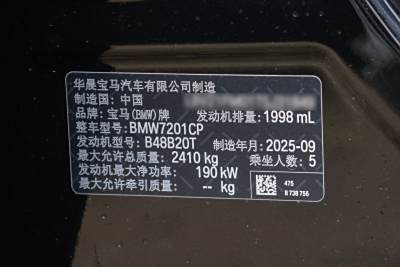 华晨宝马汽车有限公司制造
制造国：中国
品牌：宝马(BMW)牌 发动机排量：1998 mL
整车型号：BMW7201CP
发动机型号：B48B20T 制造年月：2025-09
最大允许总质量：2410 kg 乘坐人数：5
发动机最大净功率：190 kW
最大允许牵引总质量：-- kg
475
8 738 756